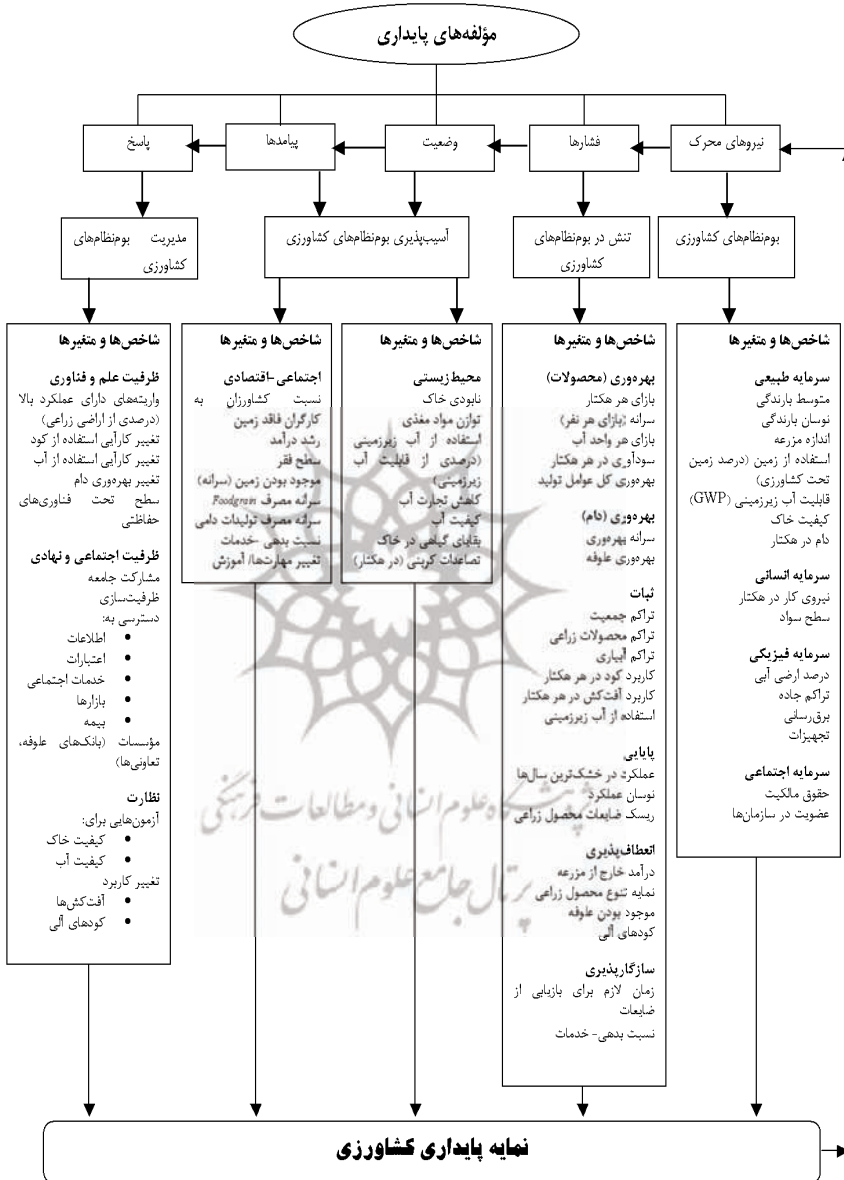 مؤلفه‌های پایداری
نیروهای محرک
فشارها
وضعیت
پیامدها
پاسخ
بوم‌نظام‌های کشاورزی
تنش در بوم‌نظام‌های
کشاورزی
آسیب‌پذیری بوم‌نظام‌های کشاورزی
مدیریت بوم‌نظام‌های
کشاورزی
شاخص‌ها و متغیرها
سرمایه طبیعی
متوسط بارندگی
نوسان بارندگی
اندازه مزرعه
استفاده از زمین (درصد زمین
تحت کشاورزی)
قابلیت آب زیرزمینی (GWP)
کیفیت خاک
دام در هکتار
سرمایه انسانی
نیروی کار در هکتار
سطح سواد
سرمایه فیزیکی
درصد ارضی آبی
تراکم جاده
برق‌رسانی
تجهیزات
سرمایه اجتماعی
حقوق مالکیت
عضویت در سازمان‌ها
شاخص‌ها و متغیرها
بهره‌وری (محصولات)
بازای هر هکتار
سرانه (بازای هر نفر)
بازای هر واحد آب
سودآوری در هر هکتار
بهره‌وری کل عوامل تولید
بهره‌وری (دام)
سرانه بهره‌وری
بهره‌وری علوفه
ثبات
تراکم جمعیت
تراکم محصولات زراعی
تراکم آبیاری
کاربرد کود در هر هکتار
کاربرد آفت‌کش در هر هکتار
استفاده از آب زیرزمینی
پایایی
عملکرد در خشک‌ترین سال‌ها
نوسان عملکرد
ریسک ضایعات محصول زراعی
انعطاف‌پذیری
درآمد خارج از مزرعه
نمایه تنوع محصول زراعی
موجود بودن علوفه
کودهای آلی
سازگارپذیری
زمان لازم برای بازیابی از
ضایعات
نسبت بدهی- خدمات
شاخص‌ها و متغیرها
محیط‌زیستی
نابودی خاک
توازن مواد مغذی
استفاده از آب زیرزمینی
(درصدی از قابلیت آب
زیرزمینی)
کاهش تجارت آب
کیفیت آب
بقایای گیاهی در خاک
تصاعدات کربنی (در هکتار)
شاخص‌ها و متغیرها
اجتماعی-اقتصادی
نسبت کشاورزان به
کارگران فاقد زمین
رشد درآمد
سطح فقر
موجود بودن زمین (سرانه)
سرانه مصرف Foodgrain
سرانه مصرف تولیدات دامی
نسبت بدهی -خدمات
تغییر مهارت‌ها/ آموزش
شاخص‌ها و متغیرها
ظرفیت علم و فناوری
واریته‌های دارای عملکرد بالا
(درصدی از اراضی زراعی)
تغییر کارآیی استفاده از کود
تغییر کارآیی استفاده از آب
تغییر بهره‌وری دام
سطح تحت فناوری‌های
حفاظتی
ظرفیت اجتماعی و نهادی
مشارکت جامعه
ظرفیت‌سازی
دسترسی به:
• اطلاعات
• اعتبارات
• خدمات اجتماعی
• بازارها
• بیمه
مؤسسات (بانک‌های علوفه،
تعاونی‌ها)
نظارت
آزمون‌هایی برای:
• کیفیت خاک
• کیفیت آب
تغییر کاربرد
• آفت‌کش‌ها
• کودهای آلی
پژوهشگاه علوم انسانی و مطالعات فرهنگی
پرتال جامع علوم انسانی
نمایه پایداری کشاورزی